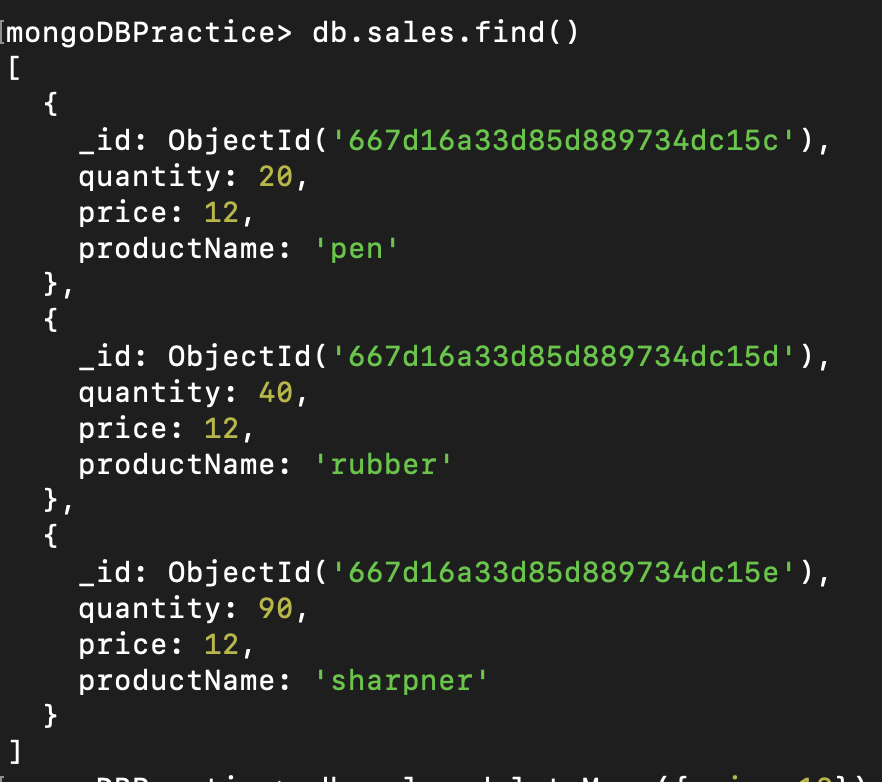 mongoDBPractice> db.sales.find()
[
  {
    _id: ObjectId('667d16a33d85d889734dc15c'),
    quantity: 20,
    price: 12,
    productName: 'pen'
  },
  {
    _id: ObjectId('667d16a33d85d889734dc15d'),
    quantity: 40,
    price: 12,
    productName: 'rubber'
  },
  {
    _id: ObjectId('667d16a33d85d889734dc15e'),
    quantity: 90,
    price: 12,
    productName: 'sharpner'
  }
]